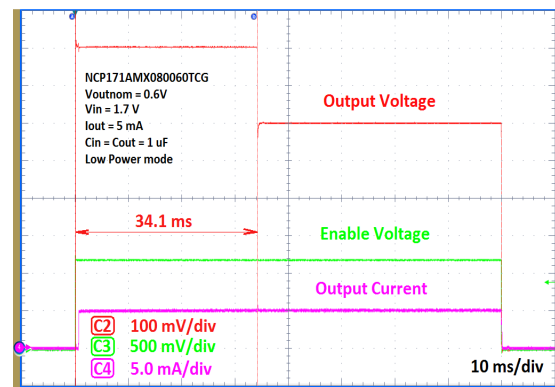 NCP171AMX080060TCG
Voutnom = 0.6V
Vin = 1.7 V
Iout = 5 mA
Cin = Cout = 1 uF
Low Power mode
Output Voltage
34.1 ms
Enable Voltage
Output Current
C2 100 mV/div
C3 500 mV/div
C4 5.0 mA/div
10 ms/div